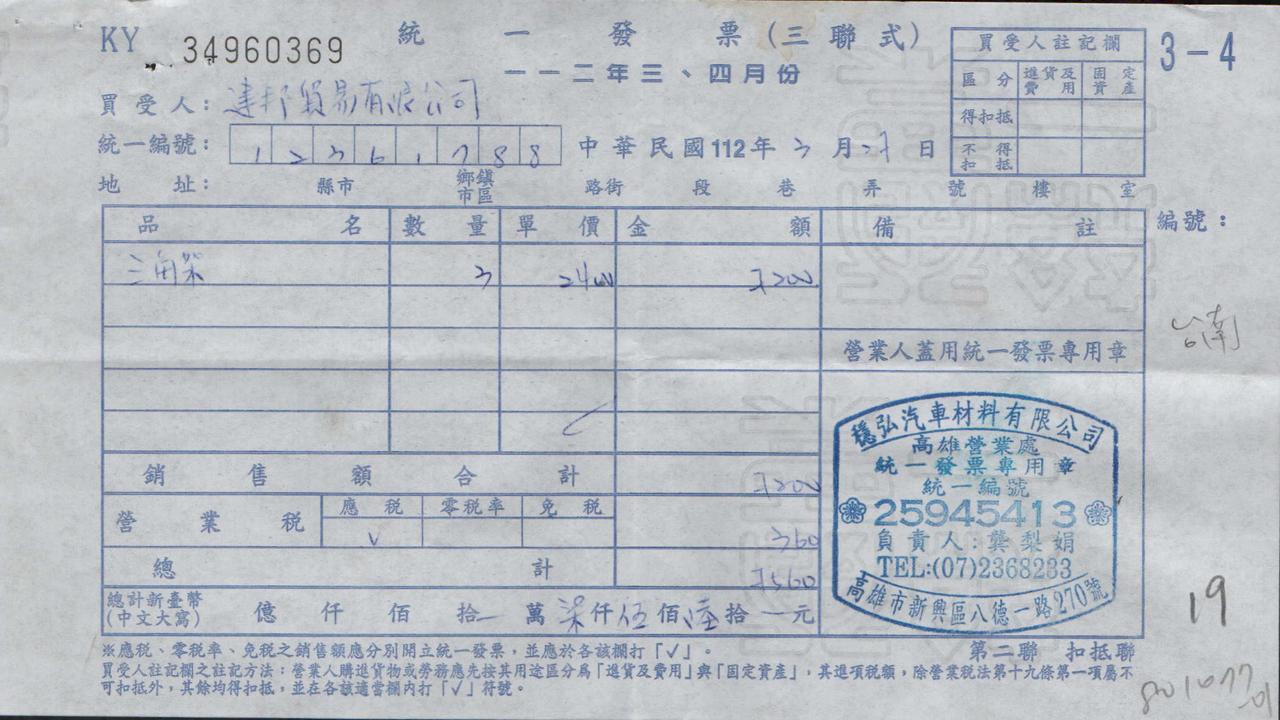 KY 34960369
統一發票(三聯式)
一一二年三、四月份
3-4
買受人註記欄
區分 進貨及費用 固定資產
得扣抵
不得扣抵
買受人: 建邦貿易有限公司
統一編號: 12361788
中華民國112年3月27日
地址: 縣市 鄉鎮市區 路街 段 巷 弄 號 樓 室
品名 數量 單價 金額 備註 編號:
三角架 3 2400 7200
台南
營業人蓋用統一發票專用章
銷售額合計 7200
營業稅 應稅 零稅率 免稅
V 360
總計 7560
總計新臺幣(中文大寫) 億 仟 佰 拾 萬 柒仟 伍佰 陸拾 元
穩弘汽車材料有限公司
高雄營業處
統一發票專用章
統一編號
25945413
負責人:龔梨娟
TEL:(07)2368233
高雄市新興區八德一路270號
19
※應稅、零稅率、免稅之銷售額應分別開立統一發票,並應於各該欄打「V」。
第二聯 扣抵聯
買受人註記欄之註記方法:營業人購進貨物或勞務應先按其用途區分為「進貨及費用」與「固定資產」,其進項稅額,除營業稅法第十九條第一項屬不
可扣抵外,其餘均得扣抵,並在各該適當欄內打「V」符號。